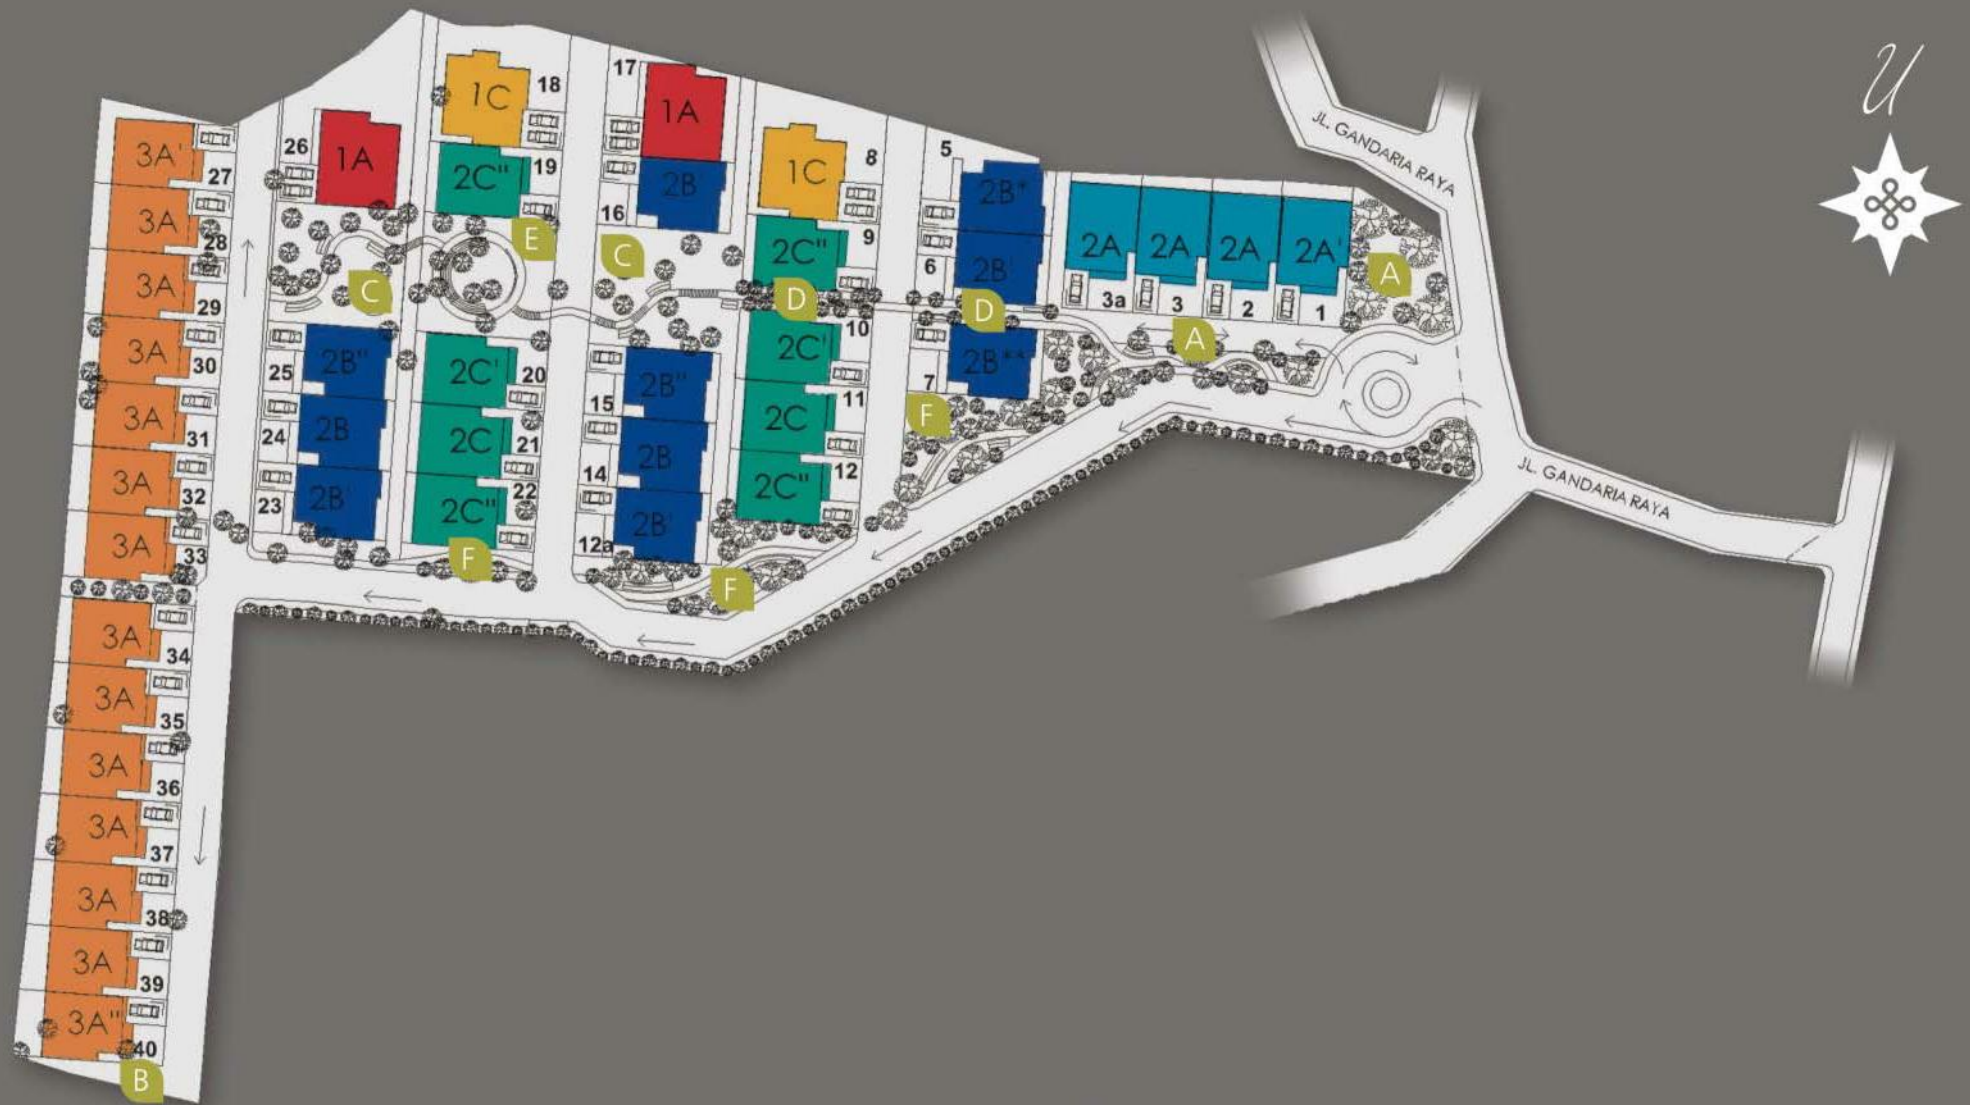 U
JL. GANDARIA RAYA
JL. GANDARIA RAYA
3A'
27
3A
28
3A
29
3A
30
3A
31
3A
32
3A
33
3A
34
3A
35
3A
36
3A
37
3A
38
3A
39
3A"
40
B
26
1A
C
2B"
25
2B
24
2B'
23
1C
18
2C"
19
E
2C'
20
2C
21
2C"
22
F
17
1A
2B
16
C
2B"
15
2B
14
2B'
12a
F
1C
8
2C"
9
D
2C'
10
2C
11
2C"
12
5
2B*
6
2B'
D
2B**
7
F
2A
3a
2A
3
2A
2
2A'
1
A
A